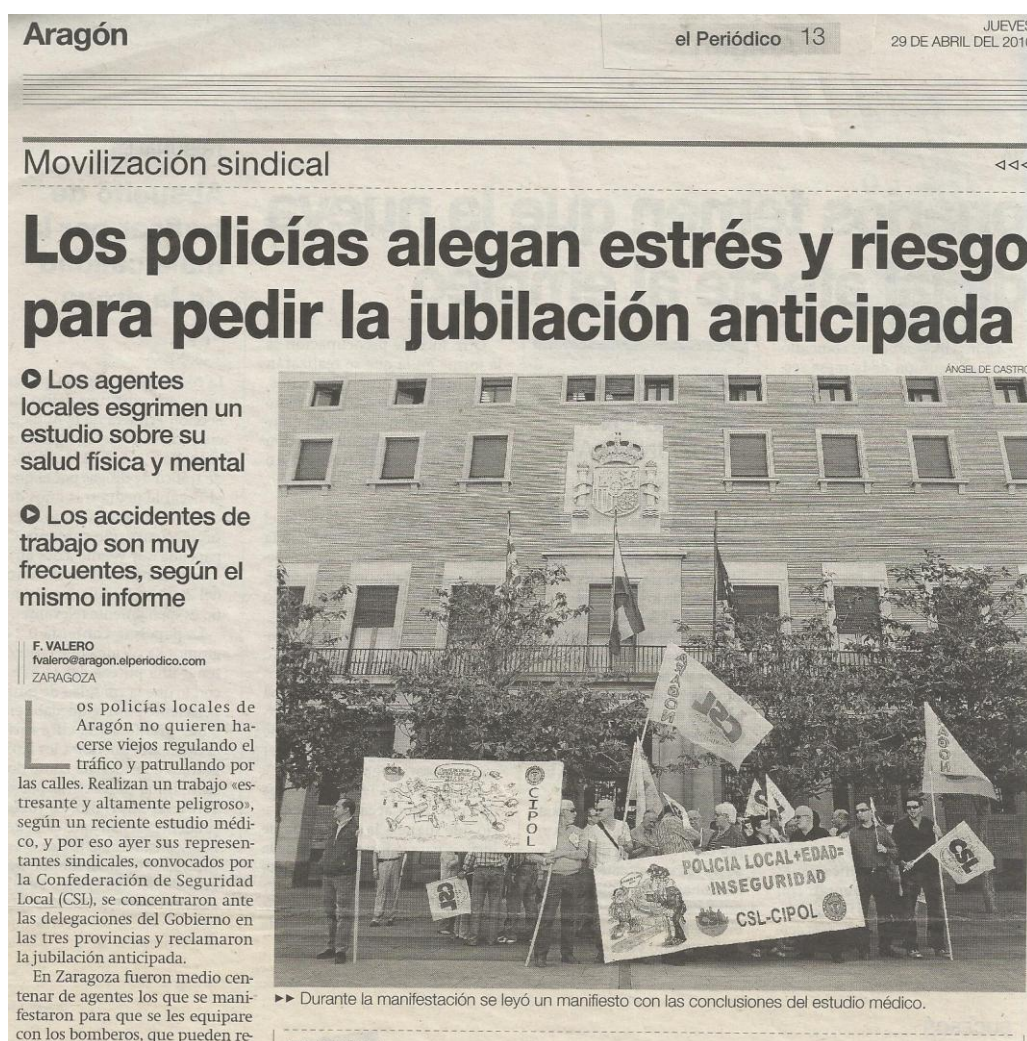 Aragón
el Periódico 13
JUEVES
29 DE ABRIL DEL 2010
Movilización sindical
Los policías alegan estrés y riesgo
para pedir la jubilación anticipada
Los agentes
locales esgrimen un
estudio sobre su
salud física y mental
Los accidentes de
trabajo son muy
frecuentes, según el
mismo informe
F. VALERO
fvalero@aragon.elperiodico.com
ZARAGOZA
Los policías locales de
Aragón no quieren ha-
cerse viejos regulando el
tráfico y patrullando por
las calles. Realizan un trabajo «es-
tresante y altamente peligroso»,
según un reciente estudio médi-
co, y por eso ayer sus represen-
tantes sindicales, convocados por
la Confederación de Seguridad
Local (CSL), se concentraron ante
las delegaciones del Gobierno en
las tres provincias y reclamaron
la jubilación anticipada.
En Zaragoza fueron medio cen-
tenar de agentes los que se mani-
festaron para que se les equipare
con los bomberos, que pueden re-
ÁNGEL DE CASTRO
ARAGON
CSL
ARAGON
CSL
CIPOL
CSL
CSL
POLICIA LOCAL+EDAD=
INSEGURIDAD
CSL-CIPOL
Durante la manifestación se leyó un manifiesto con las conclusiones del estudio médico.